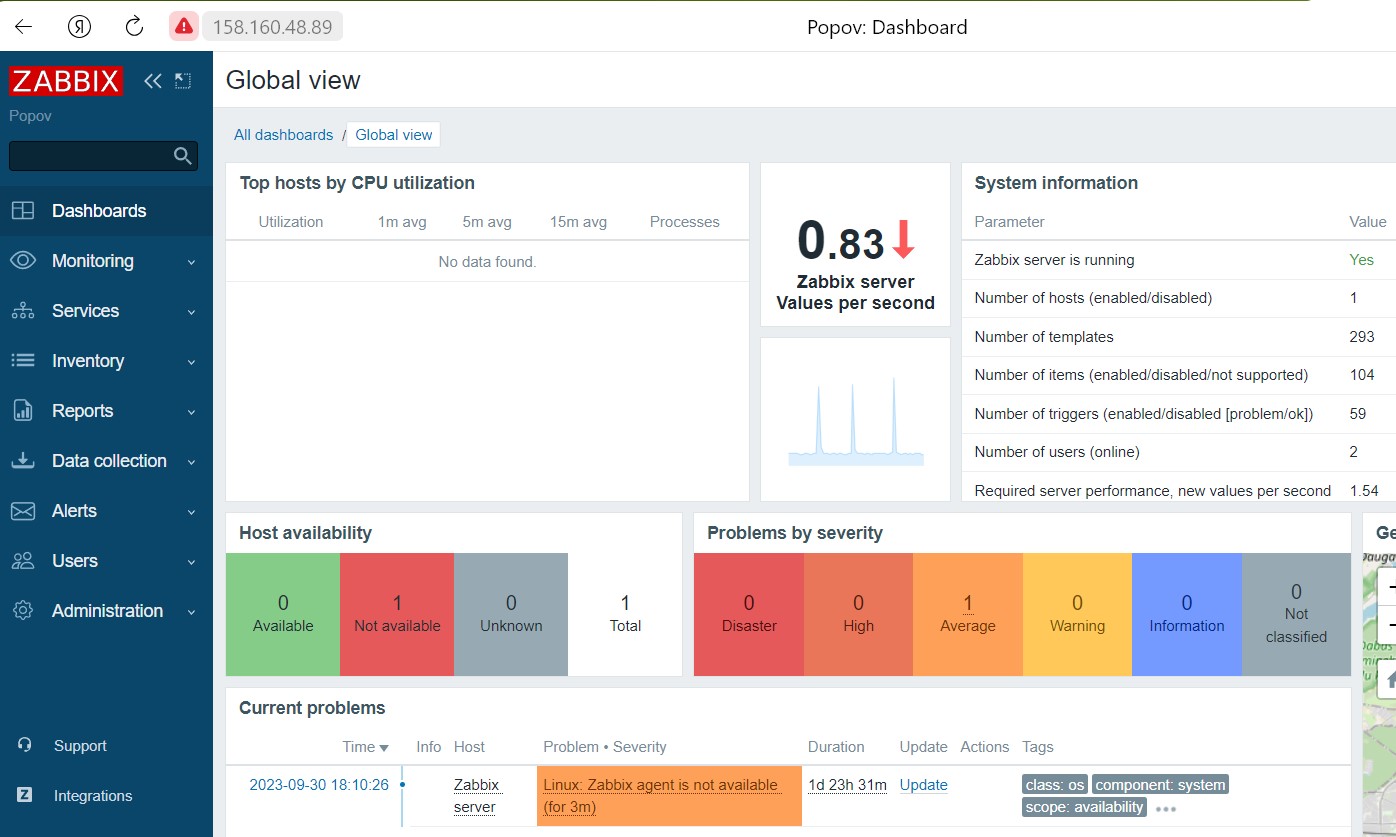 158.160.48.89
Popov: Dashboard
ZABBIX
Popov
Dashboards
Monitoring
Services
Inventory
Reports
Data collection
Alerts
Users
Administration
Support
Integrations
Global view
All dashboards / Global view
Top hosts by CPU utilization
Utilization 1m avg 5m avg 15m avg Processes
No data found.
0.83
Zabbix server
Values per second
System information
Parameter Value
Zabbix server is running Yes
Number of hosts (enabled/disabled) 1
Number of templates 293
Number of items (enabled/disabled/not supported) 104
Number of triggers (enabled/disabled [problem/ok]) 59
Number of users (online) 2
Required server performance, new values per second 1.54
Host availability
0
Available
1
Not available
0
Unknown
1
Total
Problems by severity
0
Disaster
0
High
1
Average
0
Warning
0
Information
0
Not
classified
Ge
Current problems
Time Info Host Problem • Severity Duration Update Actions Tags
2023-09-30 18:10:26 Zabbix Linux: Zabbix agent is not available 1d 23h 31m Update class: os component: system
server (for 3m) scope: availability